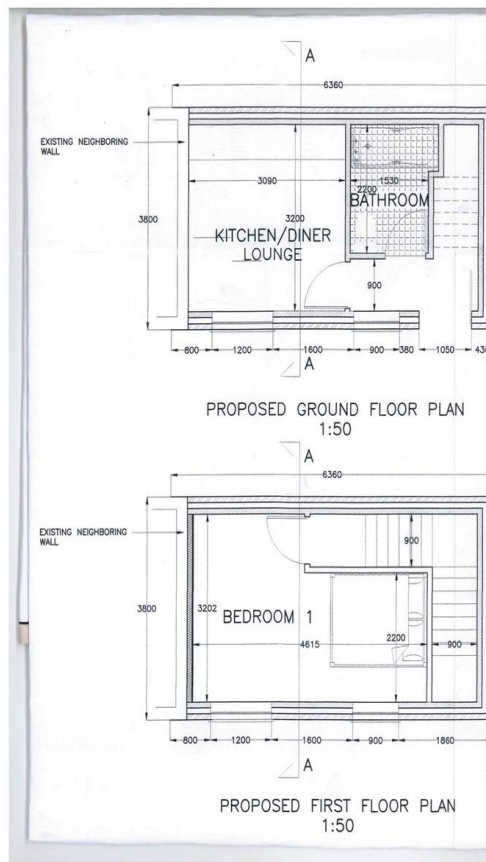 A
6360
EXISTING NEIGHBORING
WALL
3090
1530
2200
BATHROOM
3800
3200
KITCHEN/DINER
LOUNGE
900
800
1200
1600
900
380
1050
430
A
PROPOSED GROUND FLOOR PLAN
1:50
A
6360
EXISTING NEIGHBORING
WALL
900
3800
3202
BEDROOM 1
2200
4615
900
800
1200
1600
900
1860
A
PROPOSED FIRST FLOOR PLAN
1:50